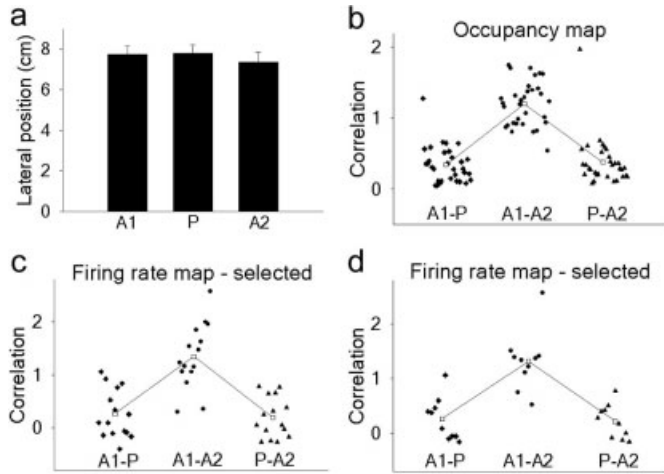 a
Lateral position (cm)
8
6
4
2
0
A1 P A2
b
Occupancy map
Correlation
2
1
0
A1-P A1-A2 P-A2
c
Firing rate map - selected
Correlation
2
1
0
A1-P A1-A2 P-A2
d
Firing rate map - selected
Correlation
2
1
0
A1-P A1-A2 P-A2